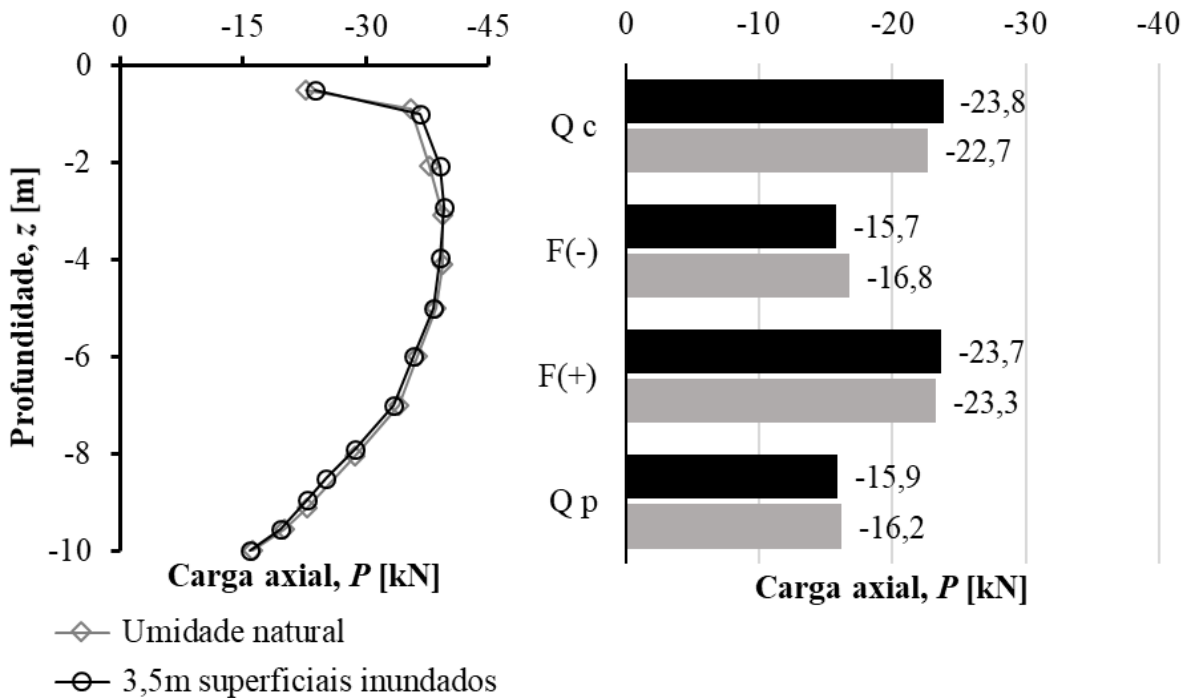 0 -15 -30 -45
0
-2
-4
-6
-8
-10
Profundidade, z [m]
Carga axial, P [kN]
Umidade natural
3,5m superficiais inundados
0 -10 -20 -30 -40
Q c
-23,8
-22,7
F(-)
-15,7
-16,8
F(+)
-23,7
-23,3
Q p
-15,9
-16,2
Carga axial, P [kN]